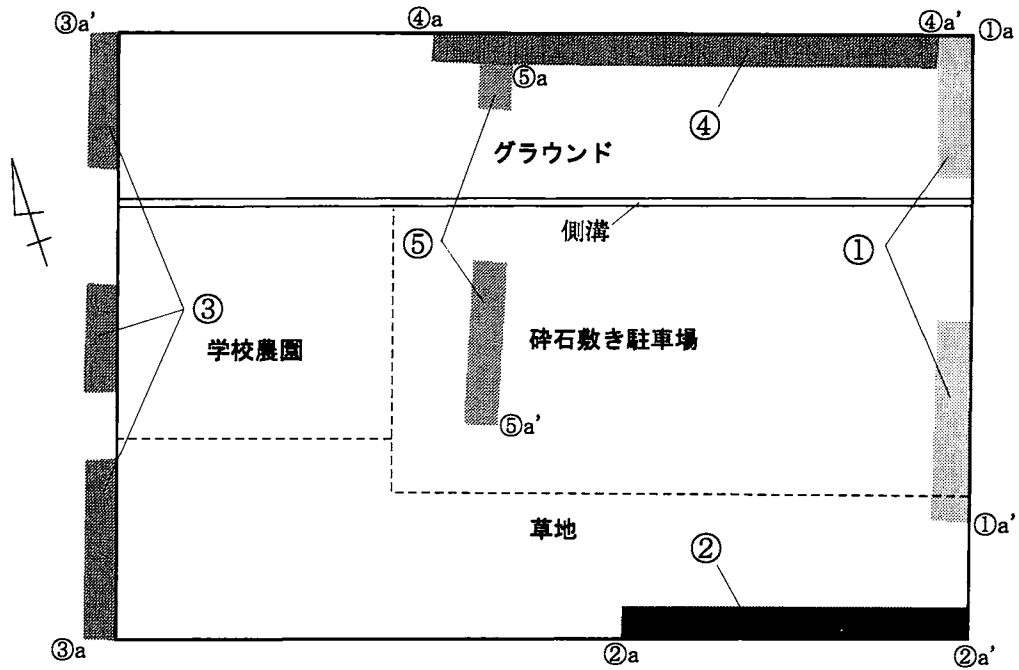 ③a'
④a
④a'
①a
⑤a
④
グラウンド
側溝
⑤
①
③
学校農園
砕石敷き駐車場
⑤a'
草地
①a'
②
③a
②a
②a'